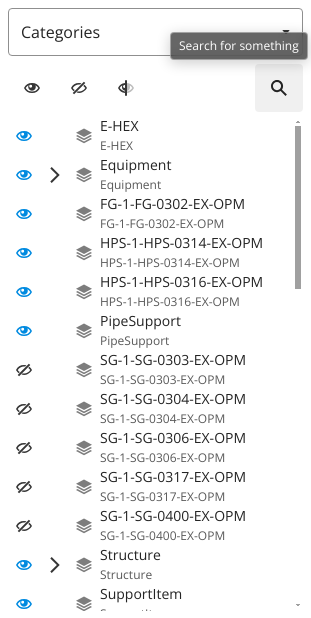 Categories
Search for something
E-HEX
E-HEX
Equipment
Equipment
FG-1-FG-0302-EX-OPM
FG-1-FG-0302-EX-OPM
HPS-1-HPS-0314-EX-OPM
HPS-1-HPS-0314-EX-OPM
HPS-1-HPS-0316-EX-OPM
HPS-1-HPS-0316-EX-OPM
PipeSupport
PipeSupport
SG-1-SG-0303-EX-OPM
SG-1-SG-0303-EX-OPM
SG-1-SG-0304-EX-OPM
SG-1-SG-0304-EX-OPM
SG-1-SG-0306-EX-OPM
SG-1-SG-0306-EX-OPM
SG-1-SG-0317-EX-OPM
SG-1-SG-0317-EX-OPM
SG-1-SG-0400-EX-OPM
SG-1-SG-0400-EX-OPM
Structure
Structure
SupportItem